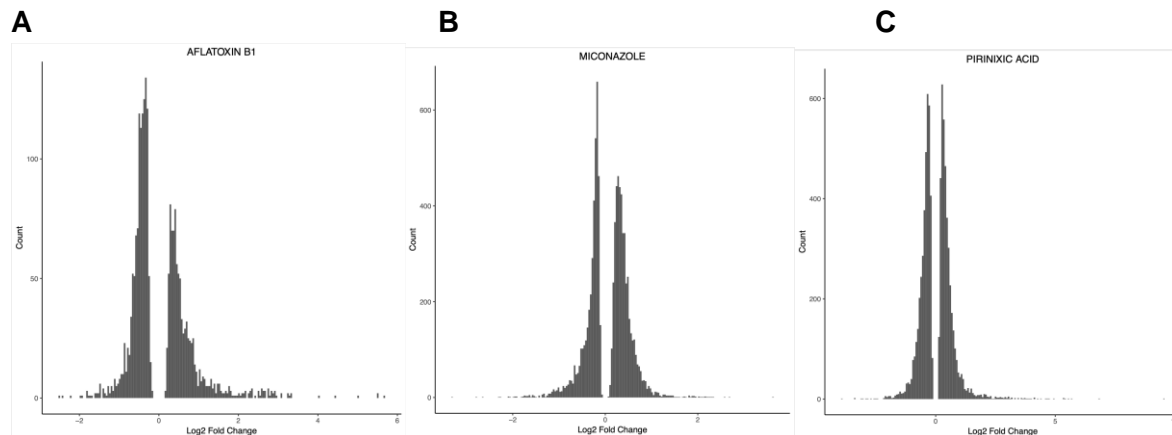 A
B
C
AFLATOXIN B1
MICONAZOLE
PIRINIXIC ACID
Count
100
50
0
−2
0
2
4
6
Log2 Fold Change
Count
600
400
200
0
−2
0
2
Log2 Fold Change
Count
600
400
200
0
0
5
Log2 Fold Change